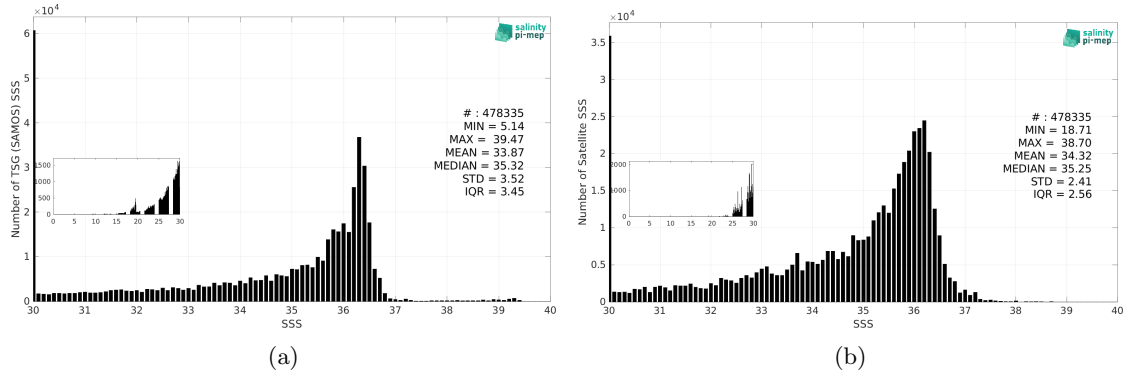 ×10⁴
6
5
4
3
2
1
0
Number of TSG (SAMOS) SSS
salinity
pi-mep
# : 478335
MIN = 5.14
MAX = 39.47
MEAN = 33.87
MEDIAN = 35.32
STD = 3.52
IQR = 3.45
1500
1000
500
0
0 5 10 15 20 25 30
30 31 32 33 34 35 36 37 38 39 40
SSS
(a)
×10⁴
3.5
3
2.5
2
1.5
1
0.5
0
Number of Satellite SSS
salinity
pi-mep
# : 478335
MIN = 18.71
MAX = 38.70
MEAN = 34.32
MEDIAN = 35.25
STD = 2.41
IQR = 2.56
2000
1000
0
0 5 10 15 20 25 30
30 31 32 33 34 35 36 37 38 39 40
SSS
(b)